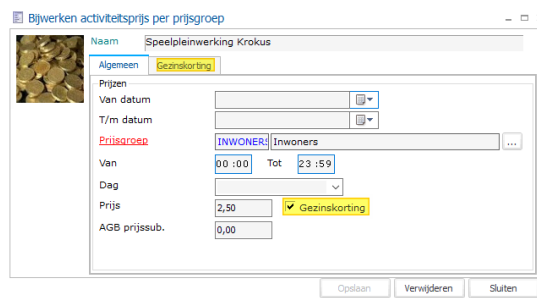 Bijwerken activiteitsprijs per prijsgroep
Naam Speelpleinwerking Krokus
Algemeen Gezinskorting
Prijzen
Van datum
T/m datum
Prijsgroep INWONERS Inwoners ...
Van 00 :00 Tot 23 :59
Dag
Prijs 2,50 Gezinskorting
AGB prijssub. 0,00
Opslaan Verwijderen Sluiten